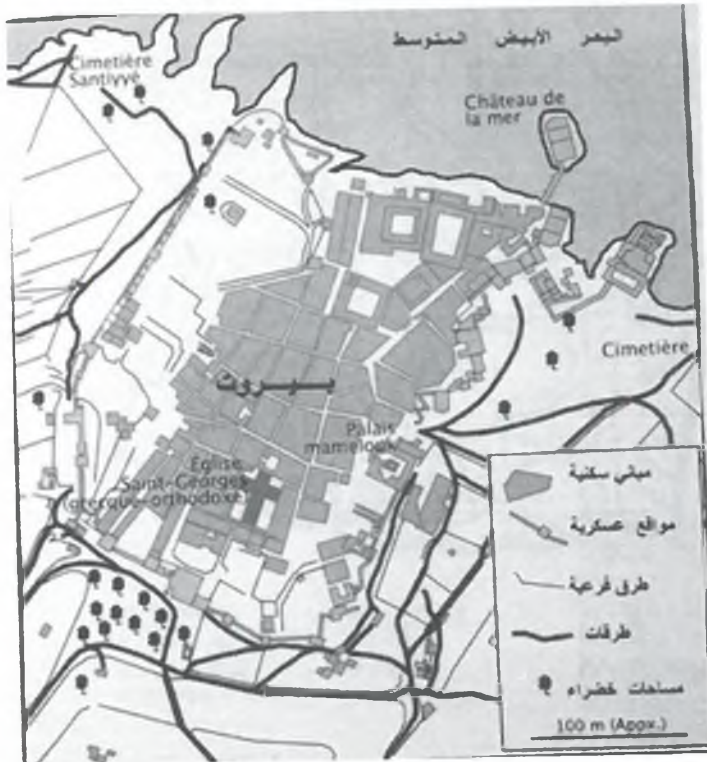 البحر الأبيض المتوسط
Cimetière
Santiyyé
Château de
la mer
Cimetière
بيروت
Palais
mamelouk
Église
Saint-Georges
(grecque-orthodoxe)
مباني سكنية
مواقع عسكرية
طرق فرعية
طرقات
مساحات خضراء
100 m (Appx.)